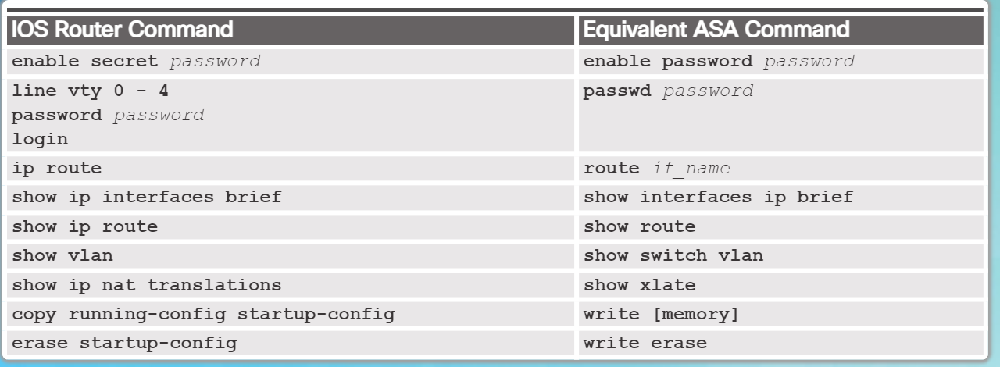 IOS Router Command Equivalent ASA Command
enable secret password enable password password
line vty 0 - 4 passwd password
password password
login
ip route route if_name
show ip interfaces brief show interfaces ip brief
show ip route show route
show vlan show switch vlan
show ip nat translations show xlate
copy running-config startup-config write [memory]
erase startup-config write erase